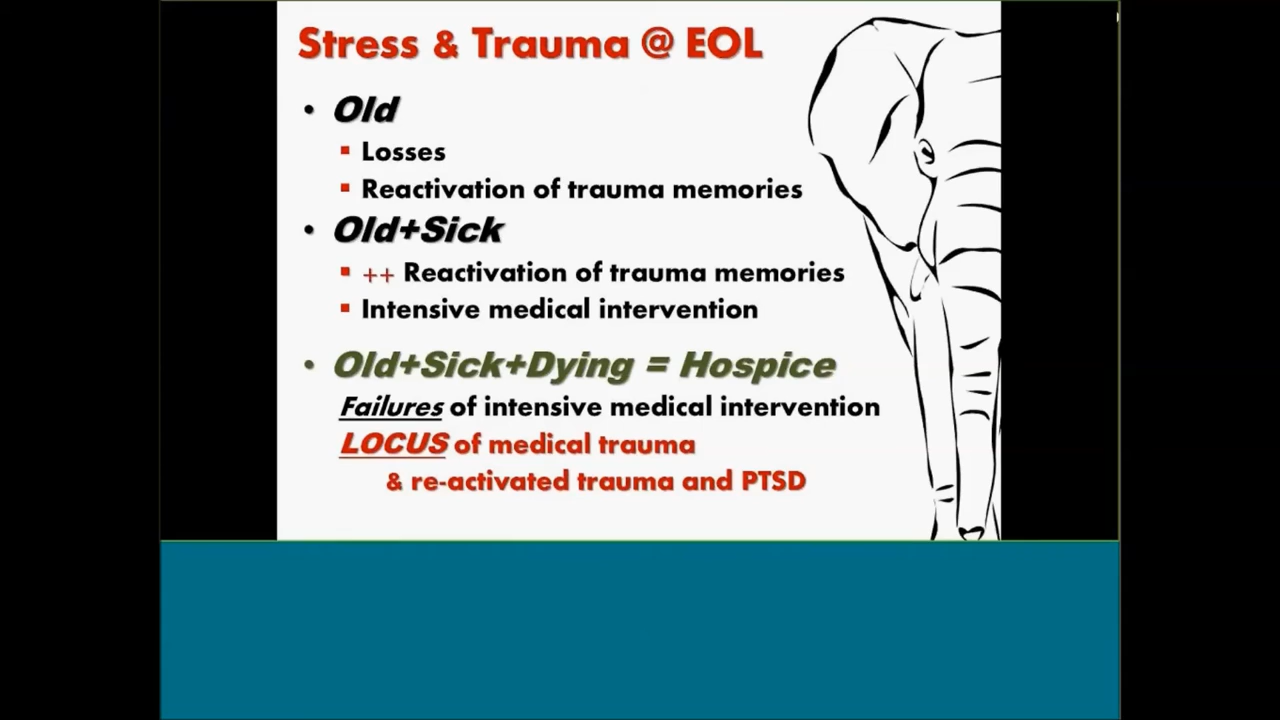 Stress & Trauma @ EOL
• Old
▪ Losses
▪ Reactivation of trauma memories
• Old+Sick
▪ ++ Reactivation of trauma memories
▪ Intensive medical intervention
• Old+Sick+Dying = Hospice
Failures of intensive medical intervention
LOCUS of medical trauma
& re-activated trauma and PTSD